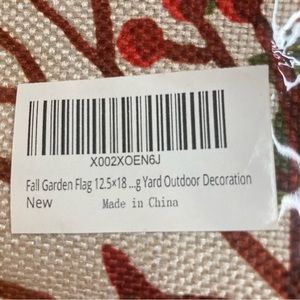 X002XOEN6J
Fall Garden Flag 12.5×18 ...g Yard Outdoor Decoration
New
Made in China